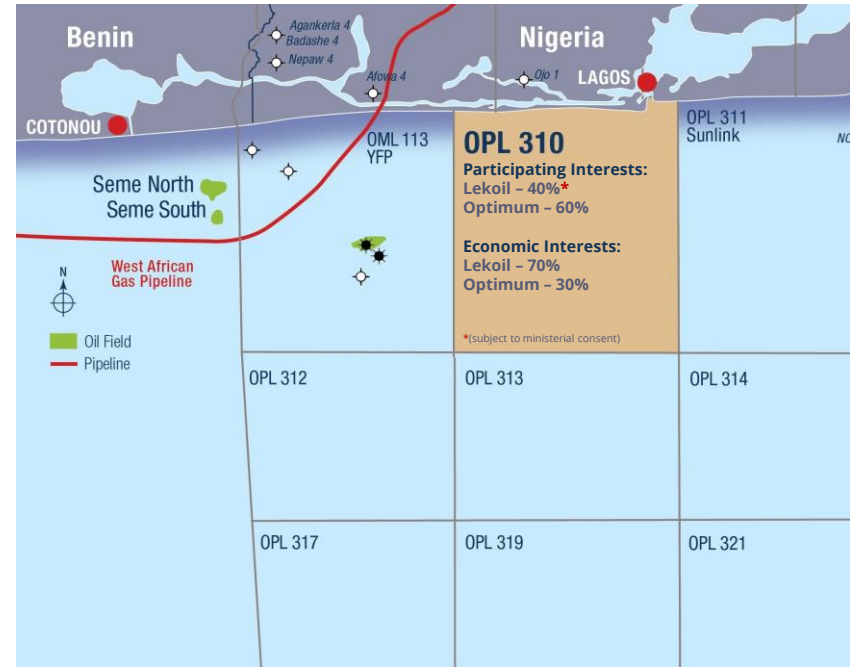 Benin
Nigeria
Agankerla 4
Badashe 4
Nepaw 4
Afowa 4
Ojo 1
LAGOS
COTONOU
OML 113
YFP
OPL 310
Participating Interests:
Lekoil – 40%*
Optimum – 60%
Economic Interests:
Lekoil – 70%
Optimum – 30%
*(subject to ministerial consent)
OPL 311
Sunlink
Seme North
Seme South
West African
Gas Pipeline
N
Oil Field
Pipeline
OPL 312
OPL 313
OPL 314
OPL 317
OPL 319
OPL 321